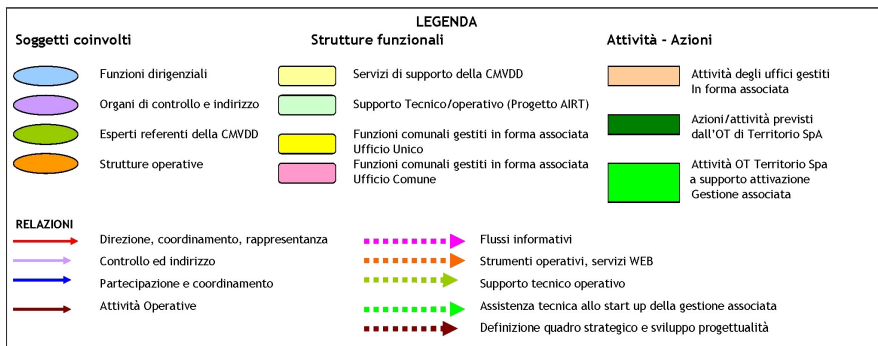 LEGENDA
Soggetti coinvolti
Funzioni dirigenziali
Organi di controllo e indirizzo
Esperti referenti della CMVDD
Strutture operative
Strutture funzionali
Servizi di supporto della CMVDD
Supporto Tecnico/operativo (Progetto AIRT)
Funzioni comunali gestiti in forma associata
Ufficio Unico
Funzioni comunali gestiti in forma associata
Ufficio Comune
Attività - Azioni
Attività degli uffici gestiti
In forma associata
Azioni/attività previsti
dall'OT di Territorio SpA
Attività OT Territorio Spa
a supporto attivazione
Gestione associata
RELAZIONI
Direzione, coordinamento, rappresentanza
Controllo ed indirizzo
Partecipazione e coordinamento
Attività Operative
Flussi informativi
Strumenti operativi, servizi WEB
Supporto tecnico operativo
Assistenza tecnica allo start up della gestione associata
Definizione quadro strategico e sviluppo progettualità